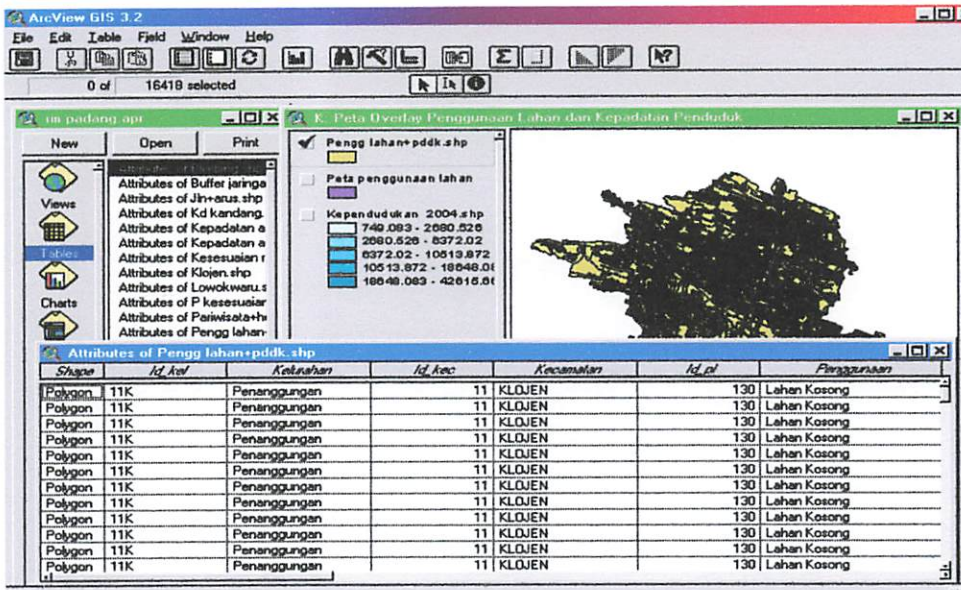 ArcView GIS 3.2
File Edit Table Field Window Help
0 of 16419 selected
rm padang.apr
New Open Print
Views
Tables
Charts
Attributes of Buffer jaringa
Attributes of Jln+arus.shp
Attributes of Kd kandang.
Attributes of Kepadatan a
Attributes of Kepadatan a
Attributes of Kesesuaian r
Attributes of Klojen.shp
Attributes of Lowokwaru.s
Attributes of P kesesuaian
Attributes of Pariwisata+h
Attributes of Pengg lahan+
K. Peta Overlay Penggunaan Lahan dan Kepadatan Penduduk
Pengg lahan+pddk.shp
Peta penggunaan lahan
Kependudukan 2004.shp
749.083 - 2680.526
2680.526 - 6372.02
6372.02 - 10513.872
10513.872 - 18648.08
18648.083 - 42615.6
Attributes of Pengg lahan+pddk.shp
Shape Id_kel Kelurahan Id_kec Kecamatan Id_pl Penggunaan
Polygon 11K Penanggungan 11 KLOJEN 130 Lahan Kosong
Polygon 11K Penanggungan 11 KLOJEN 130 Lahan Kosong
Polygon 11K Penanggungan 11 KLOJEN 130 Lahan Kosong
Polygon 11K Penanggungan 11 KLOJEN 130 Lahan Kosong
Polygon 11K Penanggungan 11 KLOJEN 130 Lahan Kosong
Polygon 11K Penanggungan 11 KLOJEN 130 Lahan Kosong
Polygon 11K Penanggungan 11 KLOJEN 130 Lahan Kosong
Polygon 11K Penanggungan 11 KLOJEN 130 Lahan Kosong
Polygon 11K Penanggungan 11 KLOJEN 130 Lahan Kosong
Polygon 11K Penanggungan 11 KLOJEN 130 Lahan Kosong
Polygon 11K Penanggungan 11 KLOJEN 130 Lahan Kosong
Polygon 11K Penanggungan 11 KLOJEN 130 Lahan Kosong